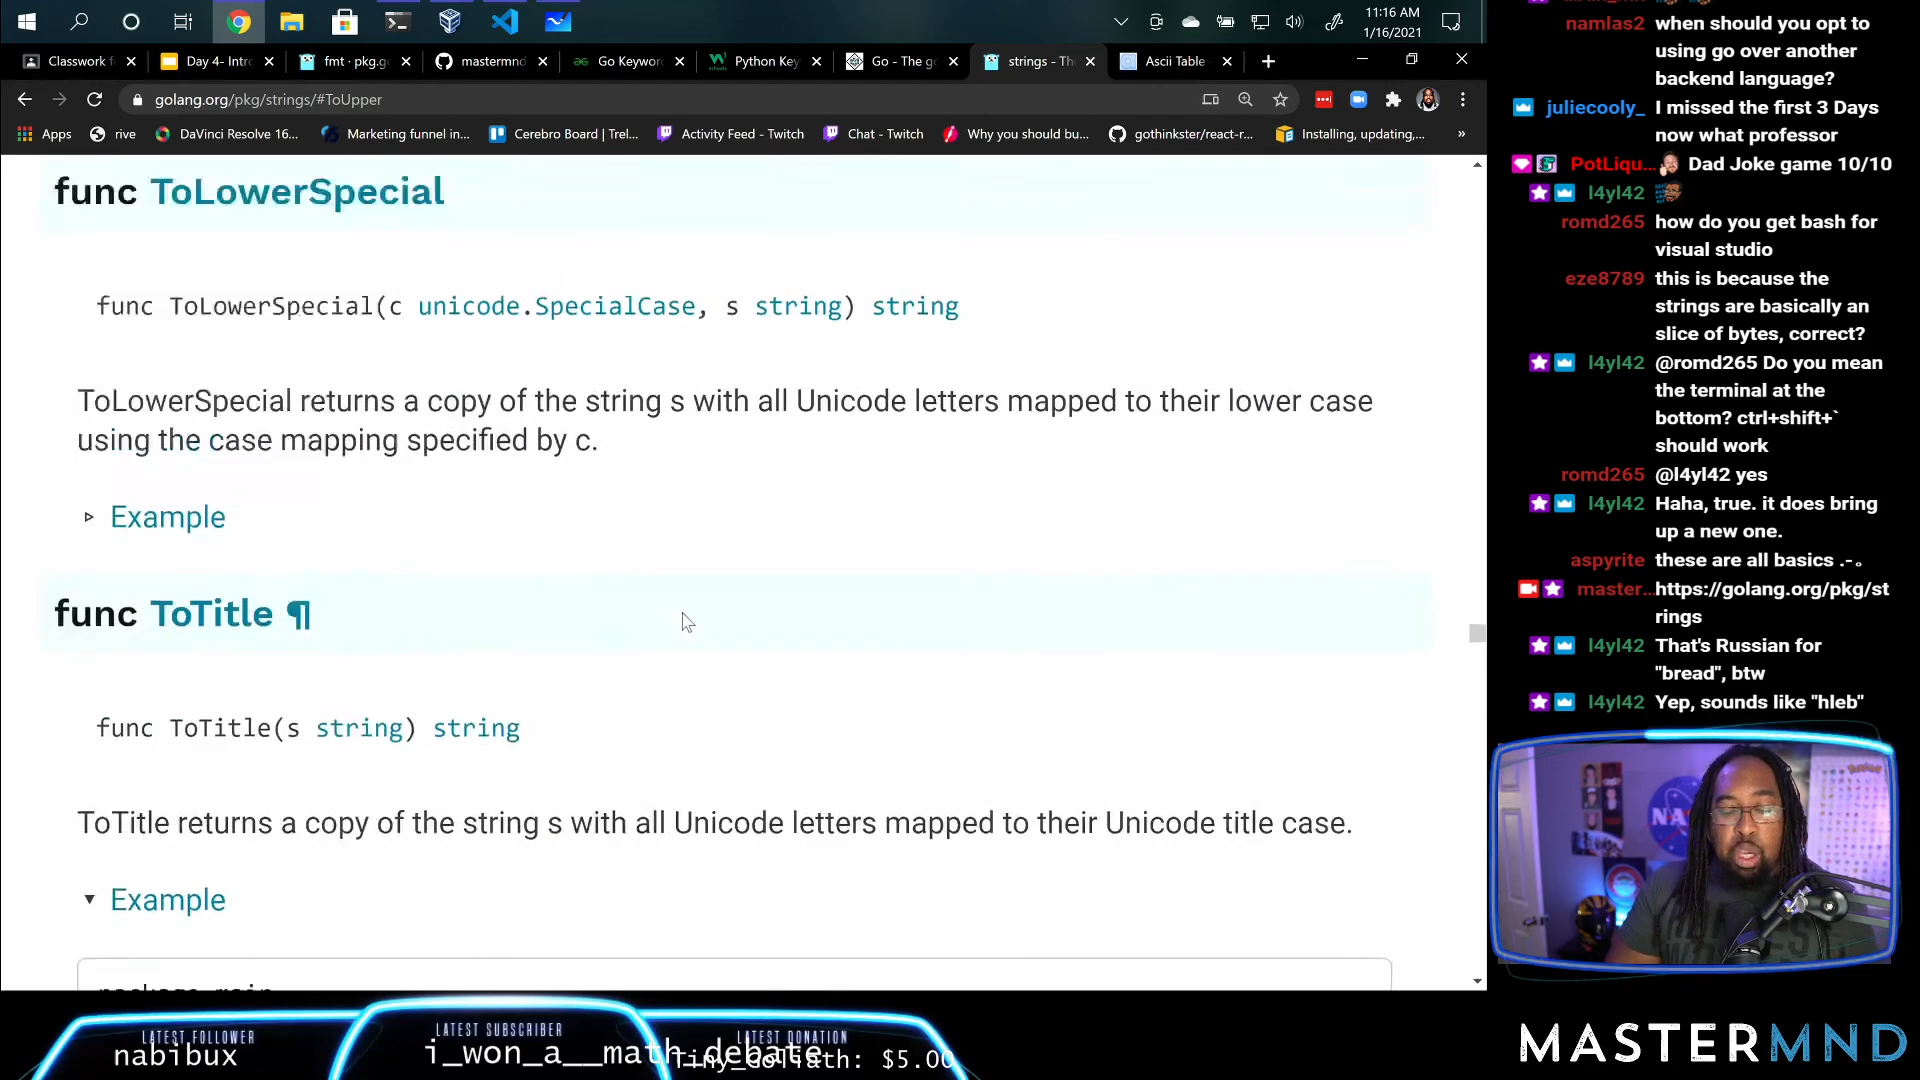 11:16 AM
1/16/2021
Classwork f
Day 4- Intro
fmt · pkg.g
mastermnd
Go Keywor
Python Key
Go - The go
strings - Th
Ascii Table -
golang.org/pkg/strings/#ToUpper
Apps
rive
DaVinci Resolve 16...
Marketing funnel in...
Cerebro Board | Trel...
Activity Feed - Twitch
Chat - Twitch
Why you should bu...
gothinkster/react-r...
Installing, updating,...
»
func ToLowerSpecial
func ToLowerSpecial(c unicode.SpecialCase, s string) string
ToLowerSpecial returns a copy of the string s with all Unicode letters mapped to their lower case
using the case mapping specified by c.
Example
func ToTitle ¶
func ToTitle(s string) string
ToTitle returns a copy of the string s with all Unicode letters mapped to their Unicode title case.
Example
package main
namlas2 when should you opt to
using go over another
backend language?
juliecooly_ I missed the first 3 Days
now what professor
PotLiqu... Dad Joke game 10/10
l4yl42
romd265 how do you get bash for
visual studio
eze8789 this is because the
strings are basically an
slice of bytes, correct?
l4yl42 @romd265 Do you mean
the terminal at the
bottom? ctrl+shift+`
should work
romd265 @l4yl42 yes
l4yl42 Haha, true. it does bring
up a new one.
aspyrite these are all basics .-。
master... https://golang.org/pkg/st
rings
l4yl42 That's Russian for
"bread", btw
l4yl42 Yep, sounds like "hleb"
NASA
LATEST FOLLOWER
nabibux
LATEST SUBSCRIBER
i_won_a__math_debate
LATEST DONATION
Tiny_Goliath: $5.00
MASTERMND